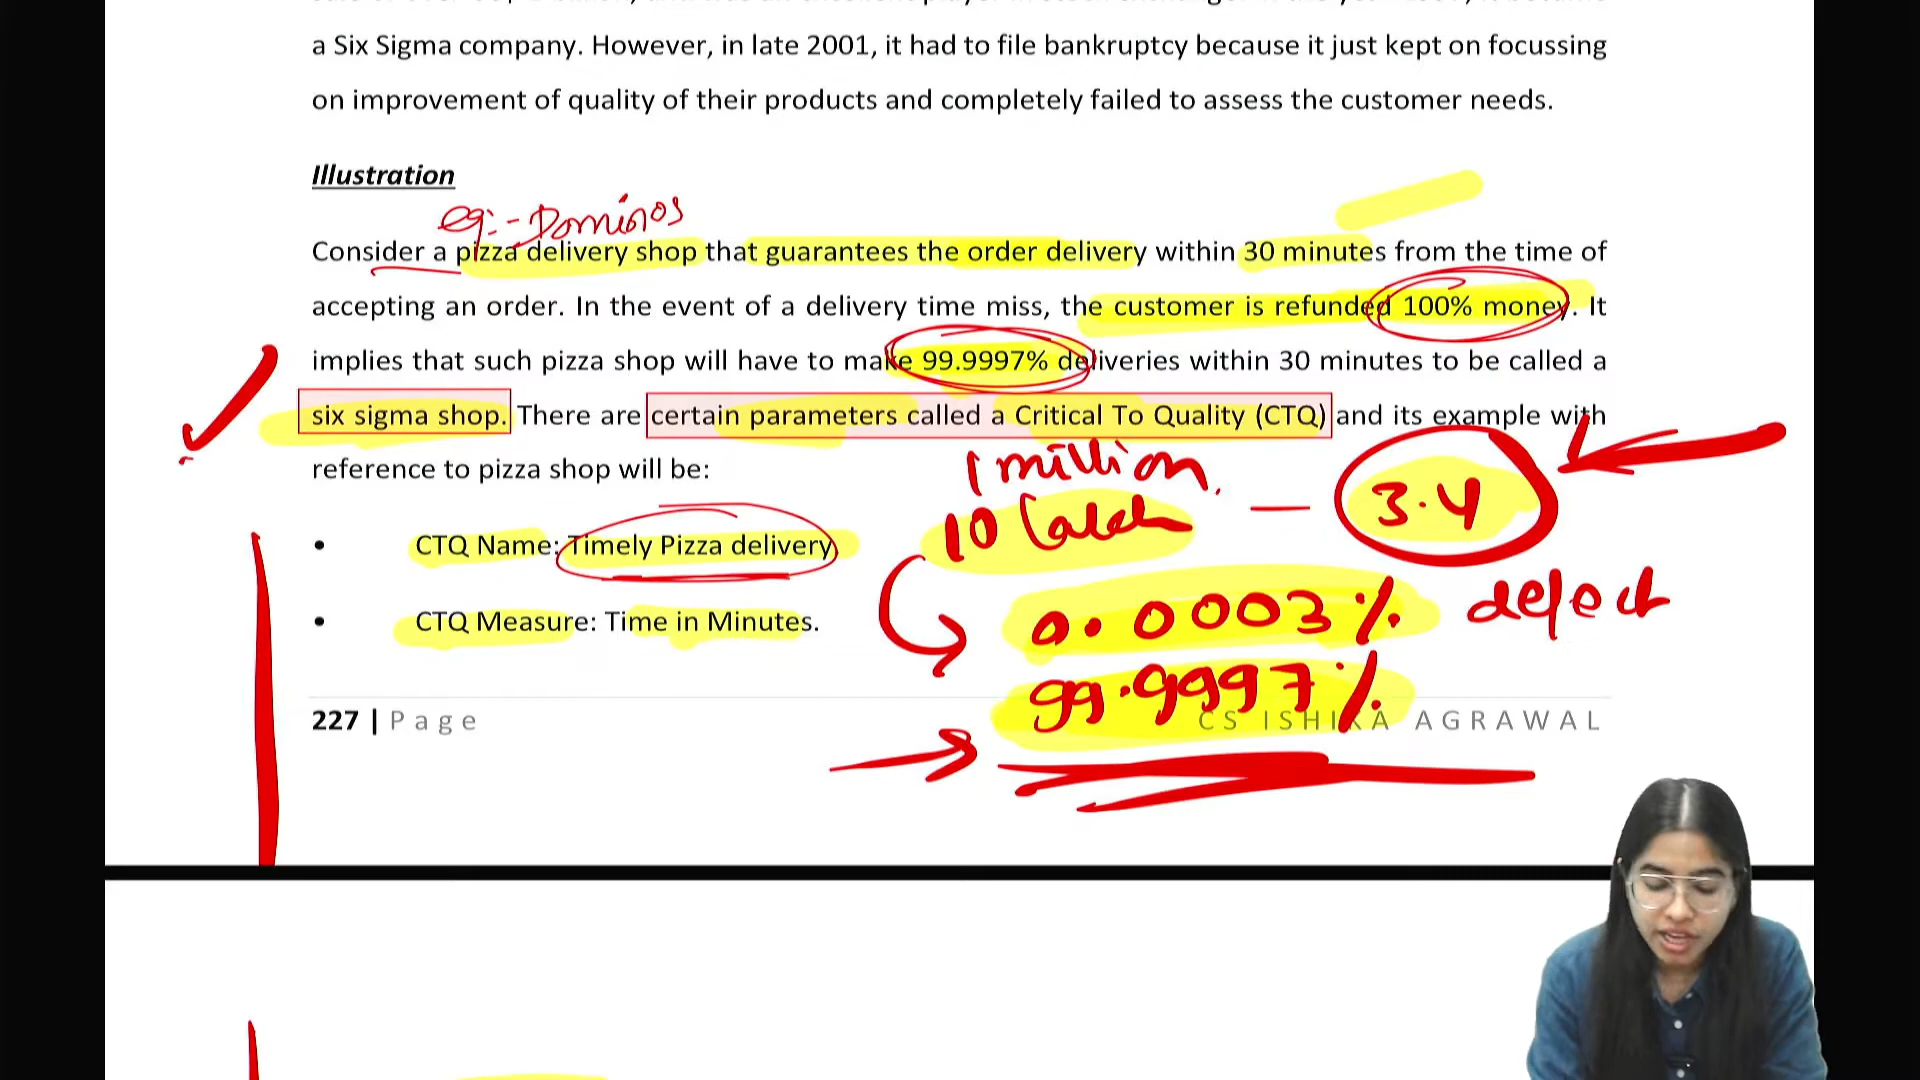 a Six Sigma company. However, in late 2001, it had to file bankruptcy because it just kept on focussing
on improvement of quality of their products and completely failed to assess the customer needs.
Illustration
eg:- Dominos
Consider a pizza delivery shop that guarantees the order delivery within 30 minutes from the time of
accepting an order. In the event of a delivery time miss, the customer is refunded 100% money. It
implies that such pizza shop will have to make 99.9997% deliveries within 30 minutes to be called a
six sigma shop. There are certain parameters called a Critical To Quality (CTQ) and its example with
reference to pizza shop will be:
1 million.
10 — 3.4
• CTQ Name: Timely Pizza delivery
0.0003% defect
• CTQ Measure: Time in Minutes.
99.9997%
227 | Page CS ISHIKA AGRAWAL